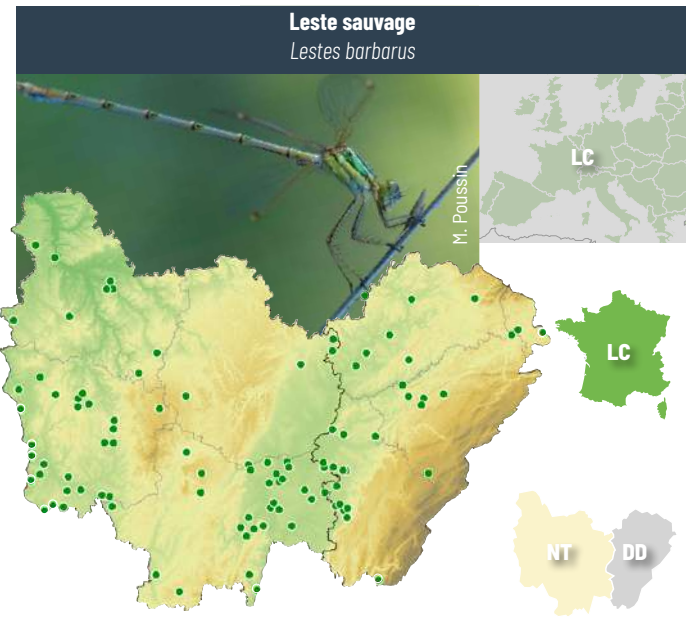 Leste sauvage
Lestes barbarus
M. Poussin
LC
LC
NT
DD